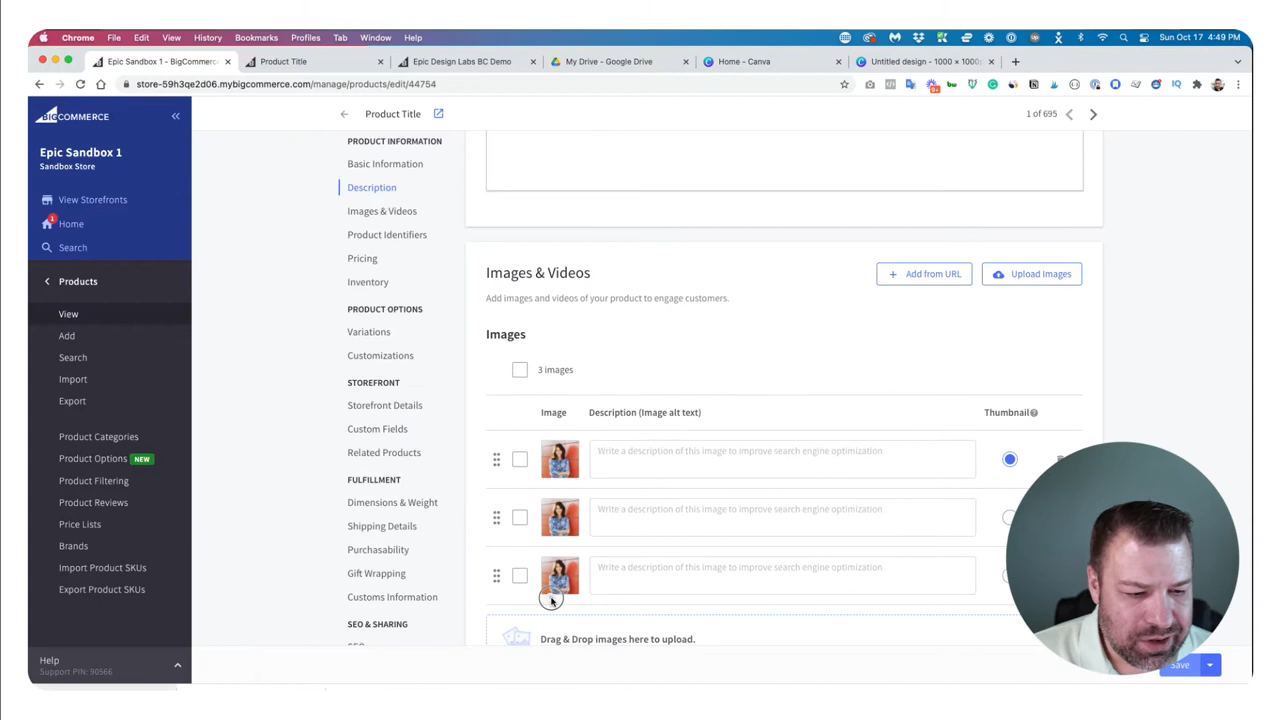 Chrome File Edit View History Bookmarks Profiles Tab Window Help Sun Oct 17 4:49 PM
Epic Sandbox 1 - BigCommerce Product Title Epic Design Labs BC Demo My Drive - Google Drive Home - Canva Untitled design - 1000 × 1000
store-59h3qe2d06.mybigcommerce.com/manage/products/edit/44754
BIGCOMMERCE
Product Title
1 of 695
Epic Sandbox 1
Sandbox Store
View Storefronts
1
Home
Search
Products
View
Add
Search
Import
Export
Product Categories
Product Options NEW
Product Filtering
Product Reviews
Price Lists
Brands
Import Product SKUs
Export Product SKUs
Help
Support PIN: 90566
PRODUCT INFORMATION
Basic Information
Description
Images & Videos
Product Identifiers
Pricing
Inventory
PRODUCT OPTIONS
Variations
Customizations
STOREFRONT
Storefront Details
Custom Fields
Related Products
FULFILLMENT
Dimensions & Weight
Shipping Details
Purchasability
Gift Wrapping
Customs Information
SEO & SHARING
Images & Videos
+ Add from URL
Upload Images
Add images and videos of your product to engage customers.
Images
3 images
Image Description (Image alt text) Thumbnail
Write a description of this image to improve search engine optimization
Write a description of this image to improve search engine optimization
Write a description of this image to improve search engine optimization
Drag & Drop images here to upload.
Save